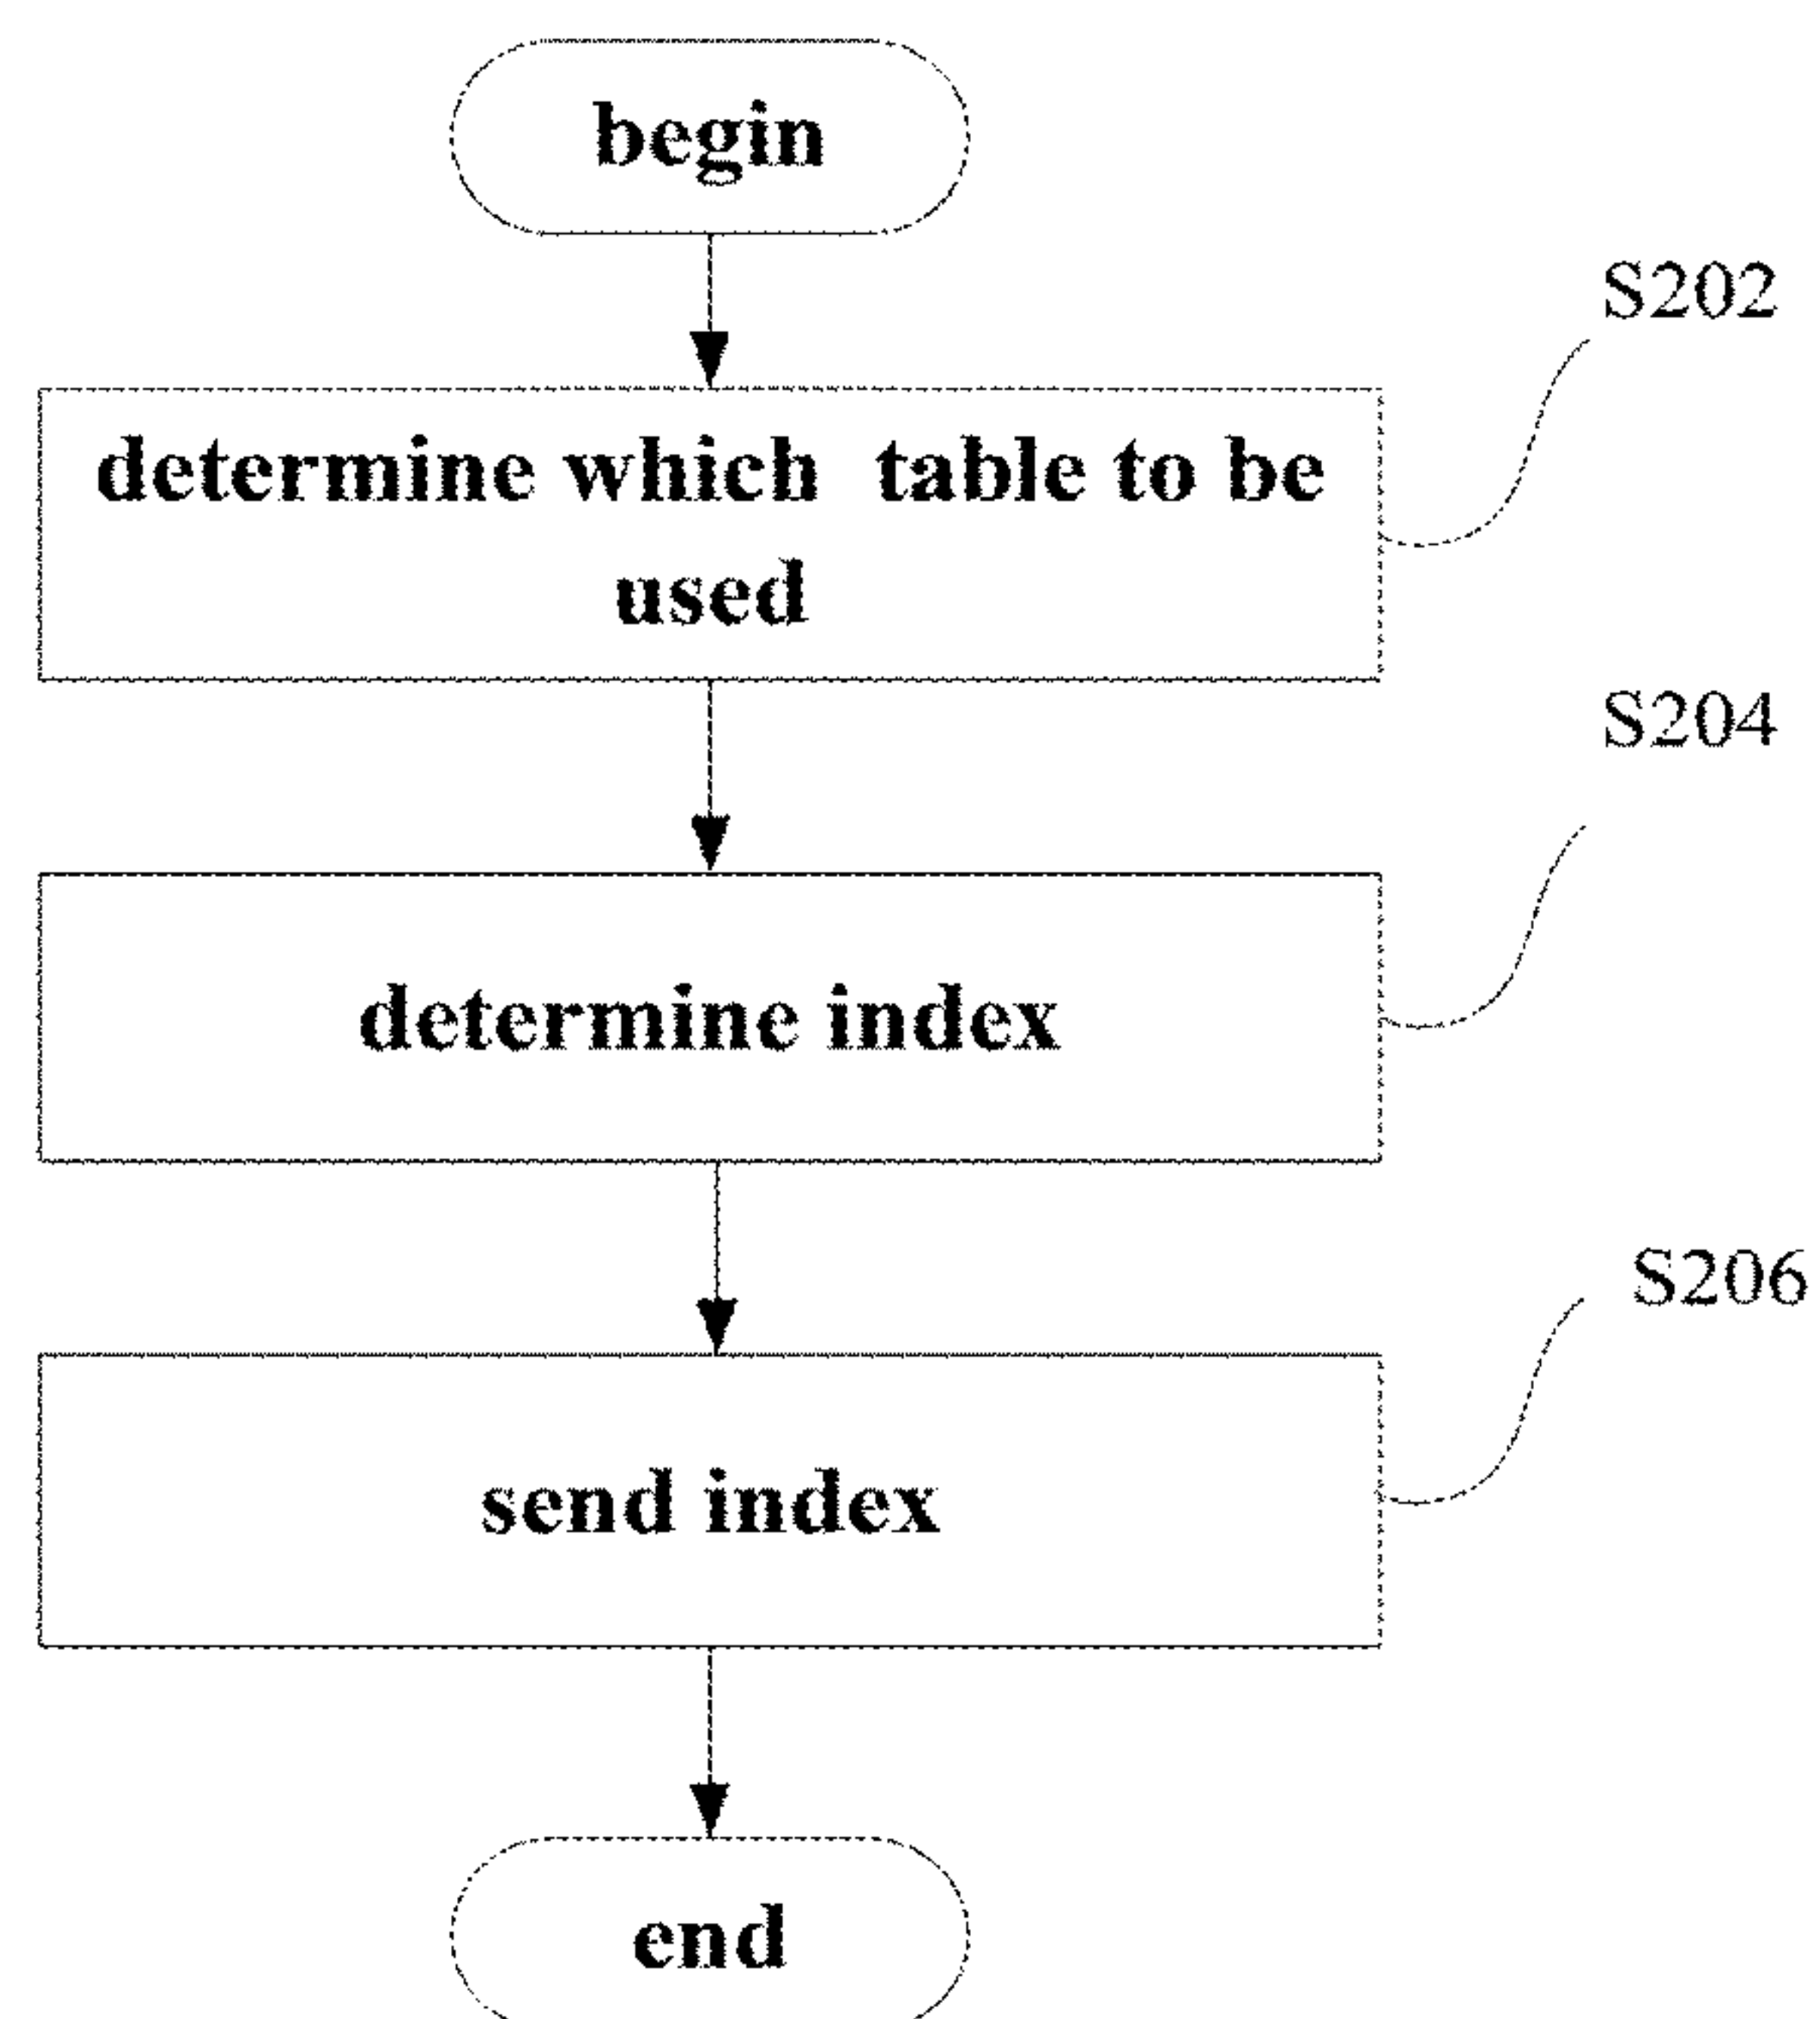 begin
S202
determine which table to be
used
S204
determine index
S206
send index
end